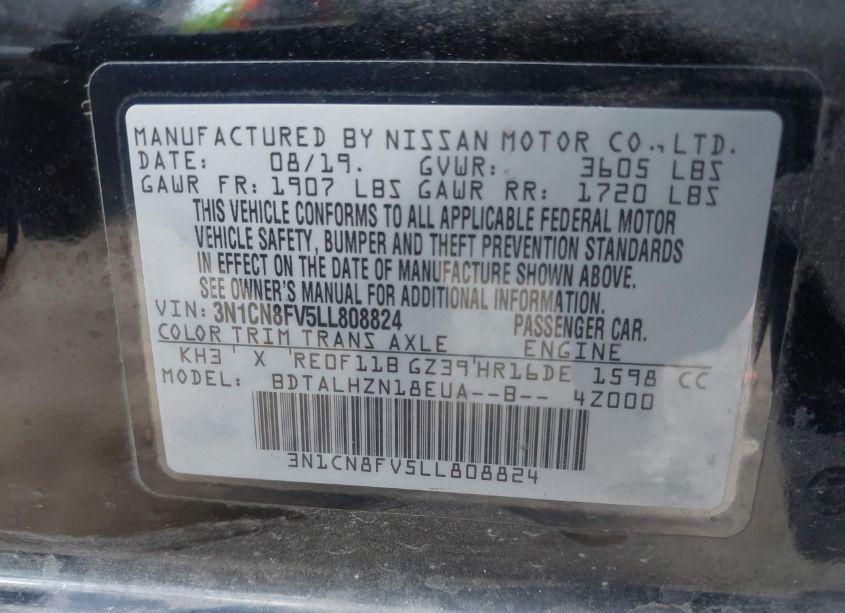 MANUFACTURED BY NISSAN MOTOR CO., LTD.
DATE: 08/19. GVWR: 3605 LBS
GAWR FR: 1907 LBS GAWR RR: 1720 LBS
THIS VEHICLE CONFORMS TO ALL APPLICABLE FEDERAL MOTOR
VEHICLE SAFETY, BUMPER AND THEFT PREVENTION STANDARDS
IN EFFECT ON THE DATE OF MANUFACTURE SHOWN ABOVE.
SEE OWNER'S MANUAL FOR ADDITIONAL INFORMATION.
VIN: 3N1CN8FV5LL808824 PASSENGER CAR.
COLOR TRIM TRANS AXLE ENGINE
KH3 ' X 'RE0F11B GZ39'HR16DE 1598 CC
MODEL: BDTALHZN18EUA--B-- 4Z000
3N1CN8FV5LL808824